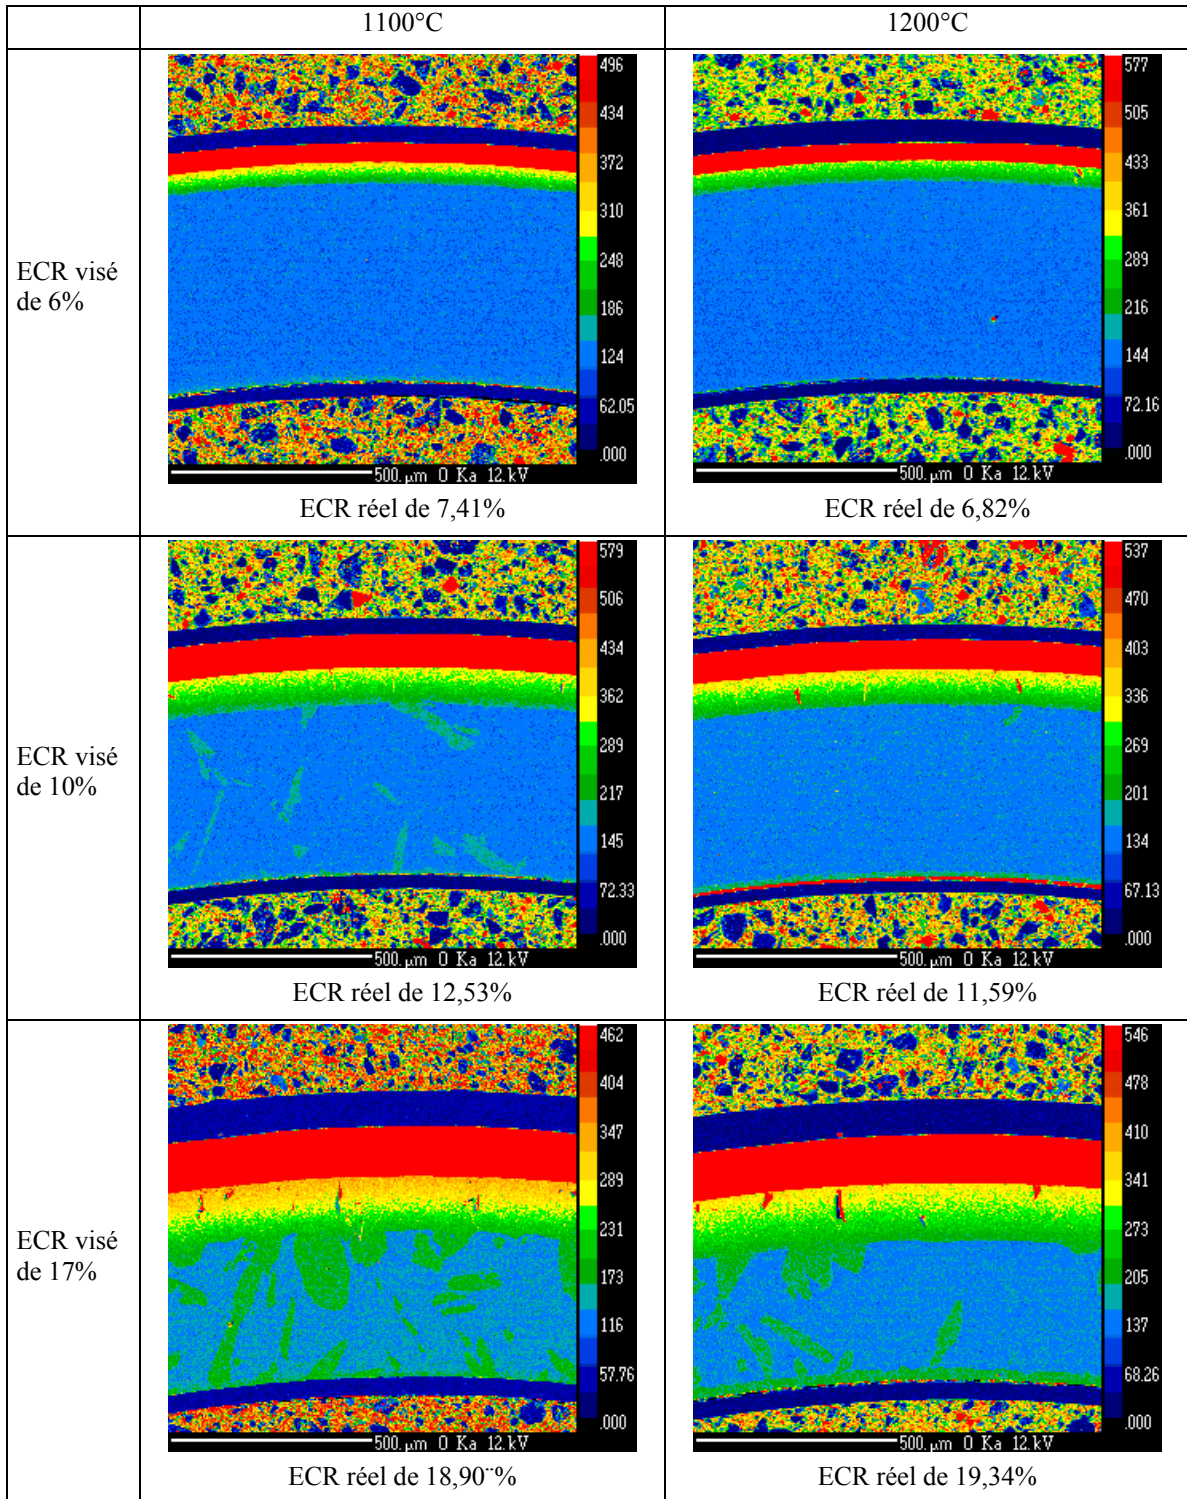 1100°C
1200°C
ECR visé
de 6%
496
434
372
310
248
186
124
62.05
.000
500. µm O Ka 12.kV
ECR réel de 7,41%
577
505
433
361
289
216
144
72.16
.000
500. µm O Ka 12.kV
ECR réel de 6,82%
ECR visé
de 10%
579
506
434
362
289
217
145
72.33
.000
500. µm O Ka 12.kV
ECR réel de 12,53%
537
470
403
336
269
201
134
67.13
.000
500. µm O Ka 12.kV
ECR réel de 11,59%
ECR visé
de 17%
462
404
347
289
231
173
116
57.76
.000
500. µm O Ka 12.kV
ECR réel de 18,90¨%
546
478
410
341
273
205
137
68.26
.000
500. µm O Ka 12.kV
ECR réel de 19,34%